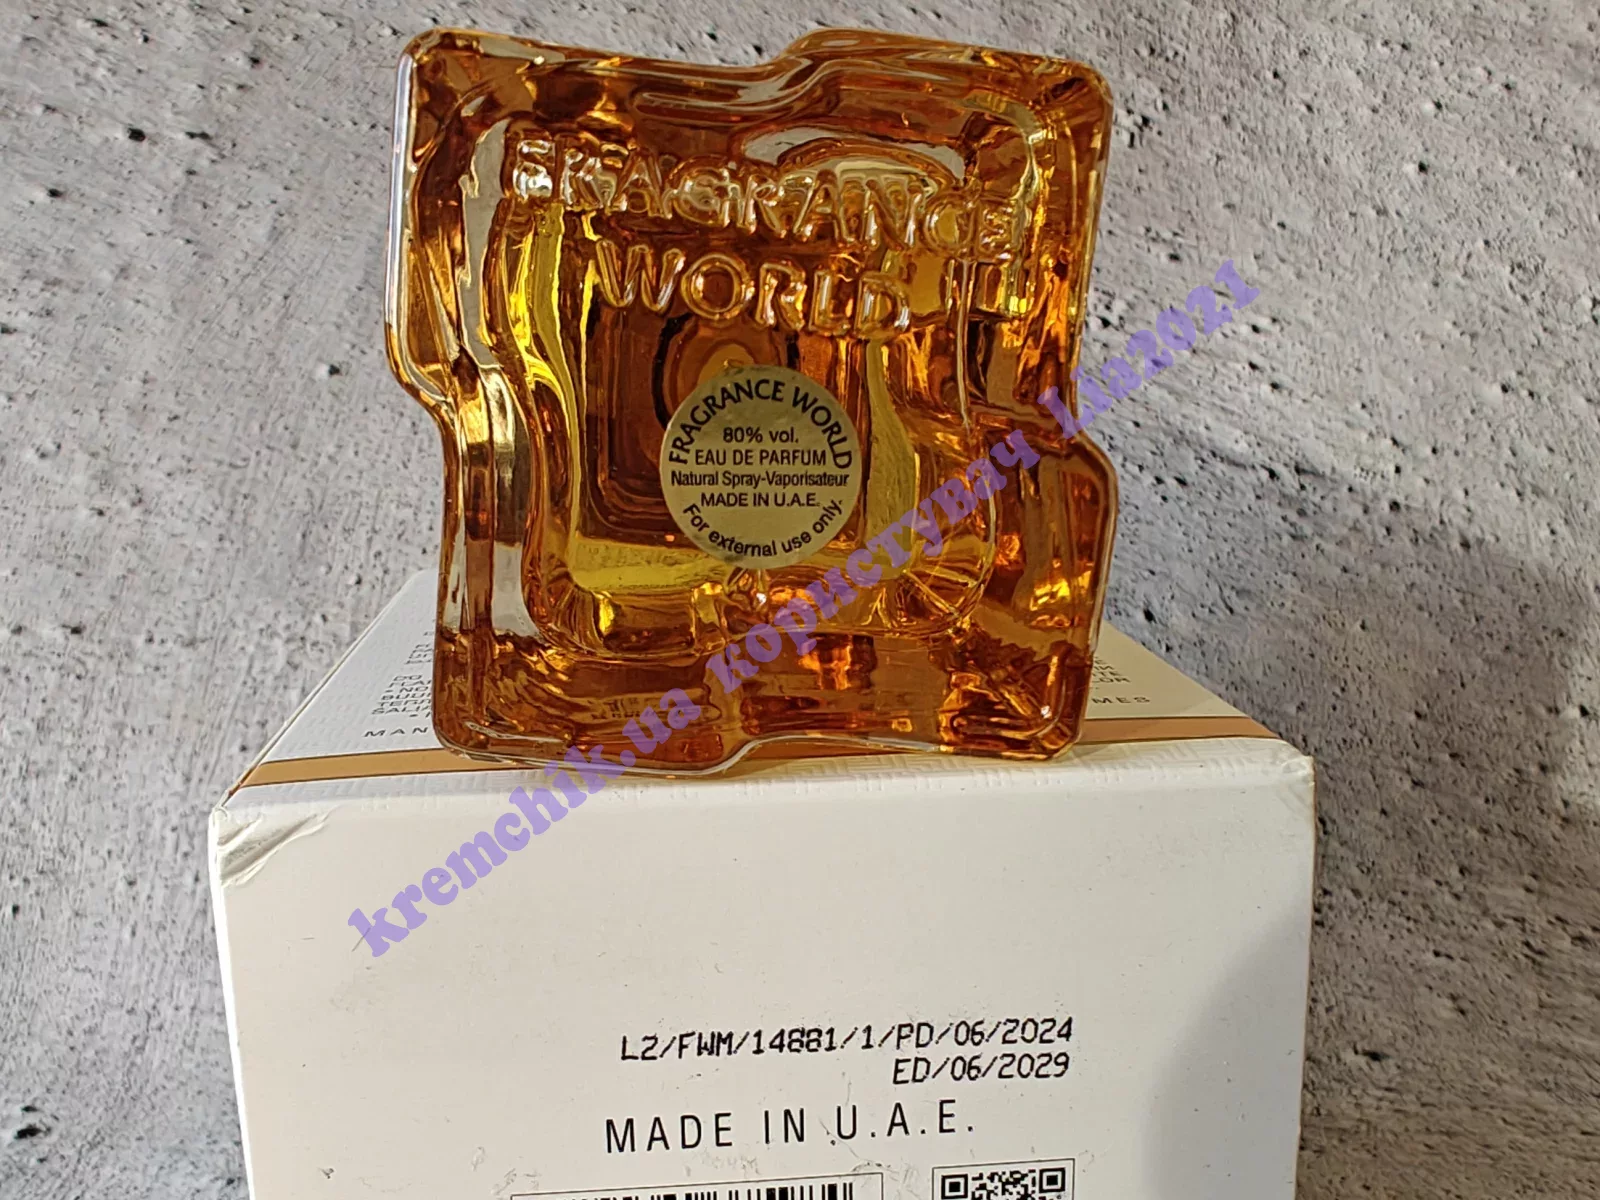 FRAGRANCE
WORLD
FRAGRANCE WORLD
80% vol.
EAU DE PARFUM
Natural Spray-Vaporisateur
MADE IN U.A.E.
For external use only.
kremchik.ua користувач Lia2021
L2/FWM/14881/1/PD/06/2024
ED/06/2029
MADE IN U.A.E.